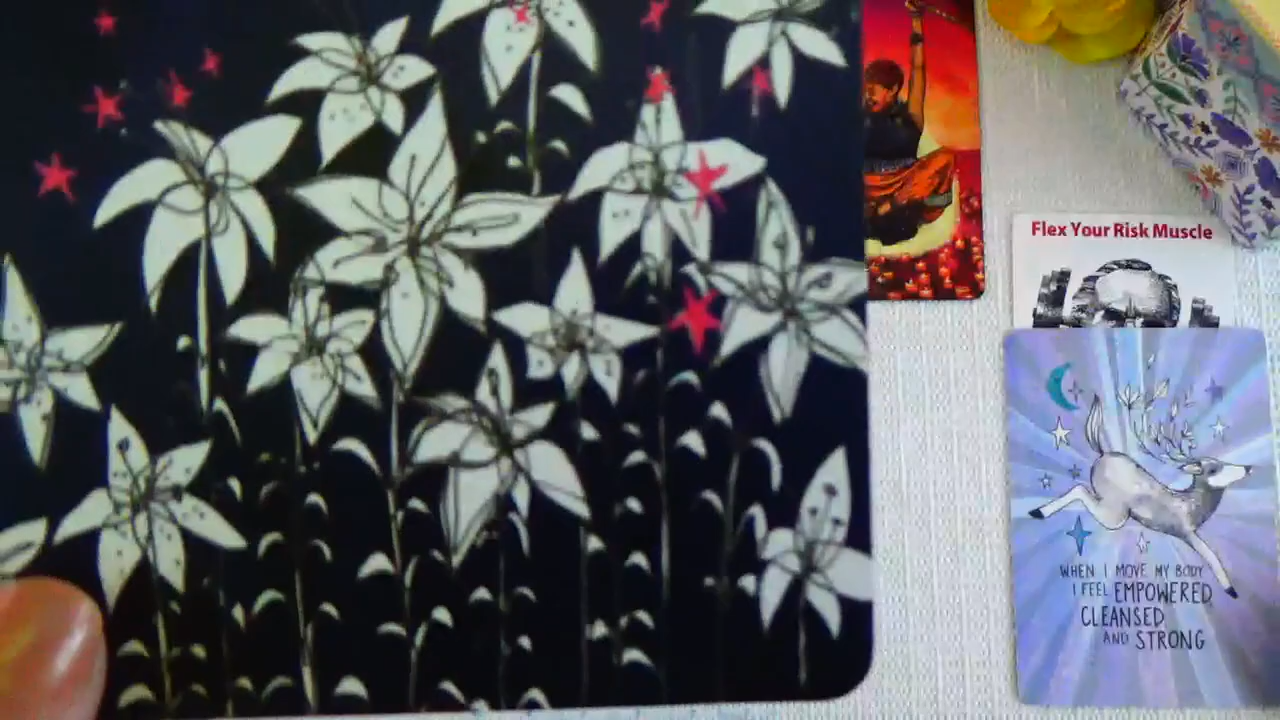 Flex Your Risk Muscle
WHEN I MOVE MY BODY
I FEEL EMPOWERED
CLEANSED
AND STRONG